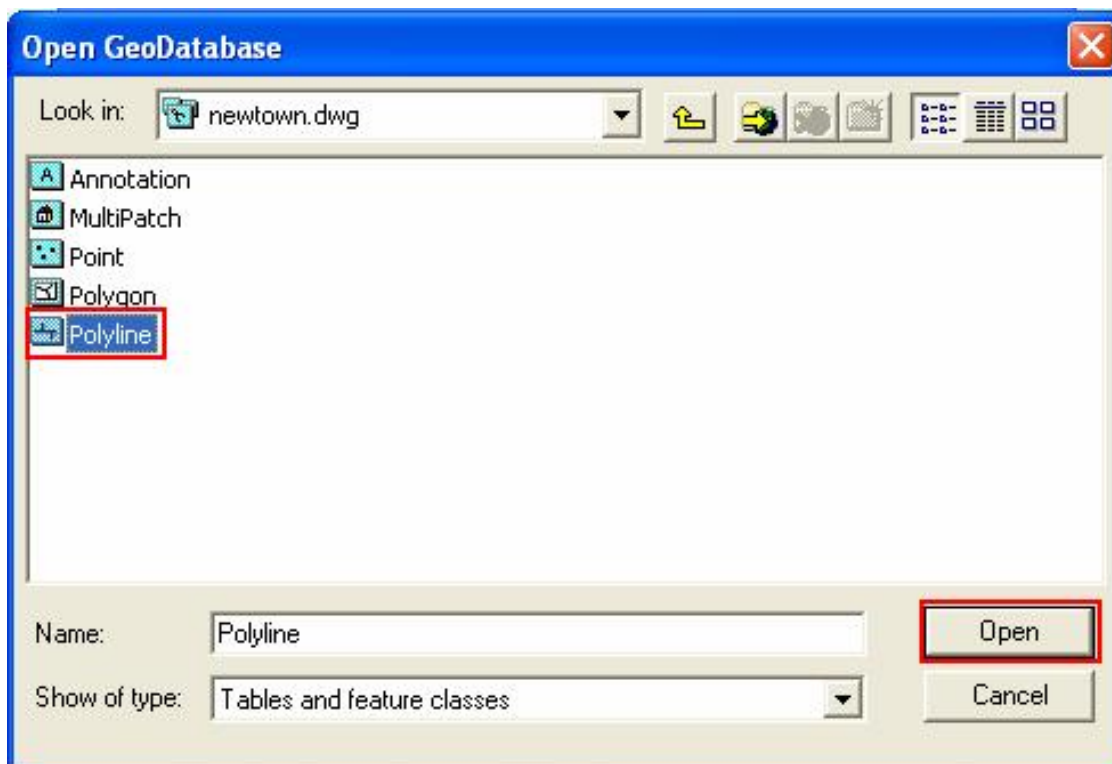 Open GeoDatabase
Look in: newtown.dwg
Annotation
MultiPatch
Point
Polygon
Polyline
Name: Polyline Open
Show of type: Tables and feature classes Cancel